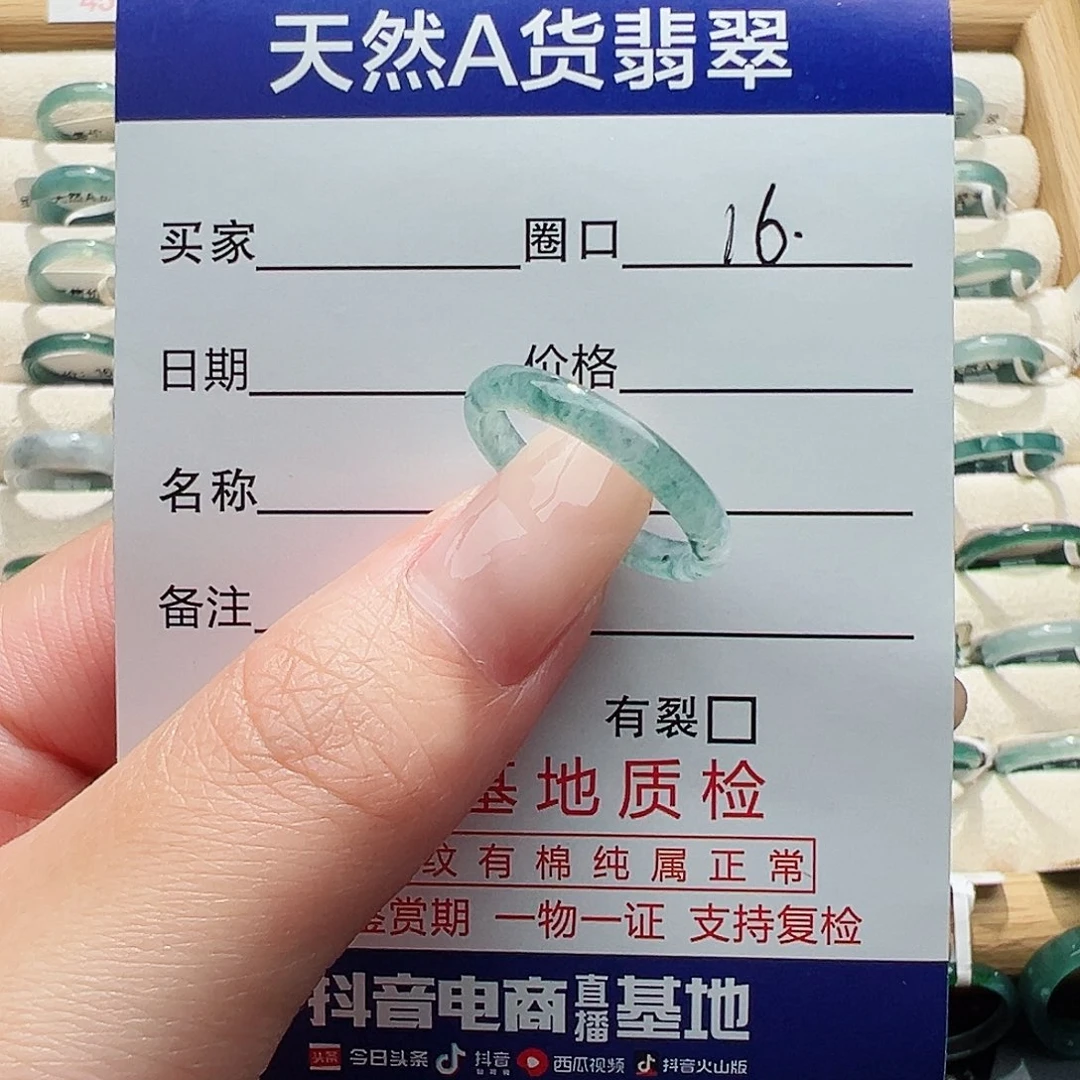 天然A货翡翠
买家 圈口 16.
日期 价格
名称
备注
有裂
基地质检
纹有棉纯属正常
鉴赏期 一物一证 支持复检
抖音电商直播基地
头条 今日头条 抖音 西瓜视频 抖音火山版